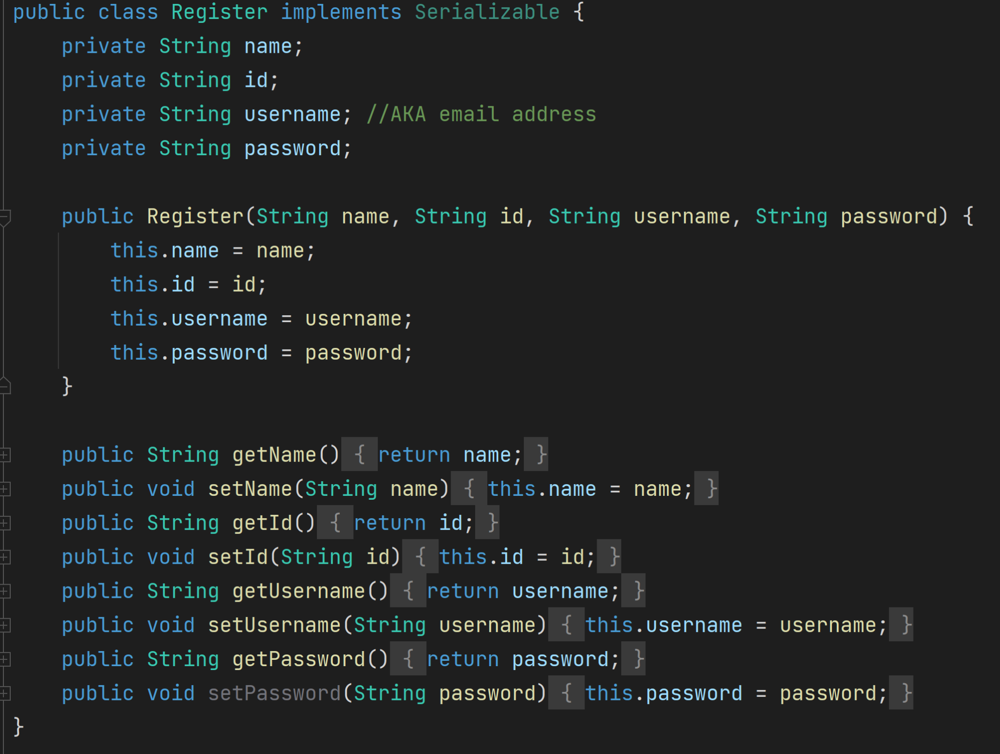 public class Register implements Serializable {
    private String name;
    private String id;
    private String username; //AKA email address
    private String password;

    public Register(String name, String id, String username, String password) {
        this.name = name;
        this.id = id;
        this.username = username;
        this.password = password;
    }

    public String getName() { return name; }
    public void setName(String name) { this.name = name; }
    public String getId() { return id; }
    public void setId(String id) { this.id = id; }
    public String getUsername() { return username; }
    public void setUsername(String username) { this.username = username; }
    public String getPassword() { return password; }
    public void setPassword(String password) { this.password = password; }
}